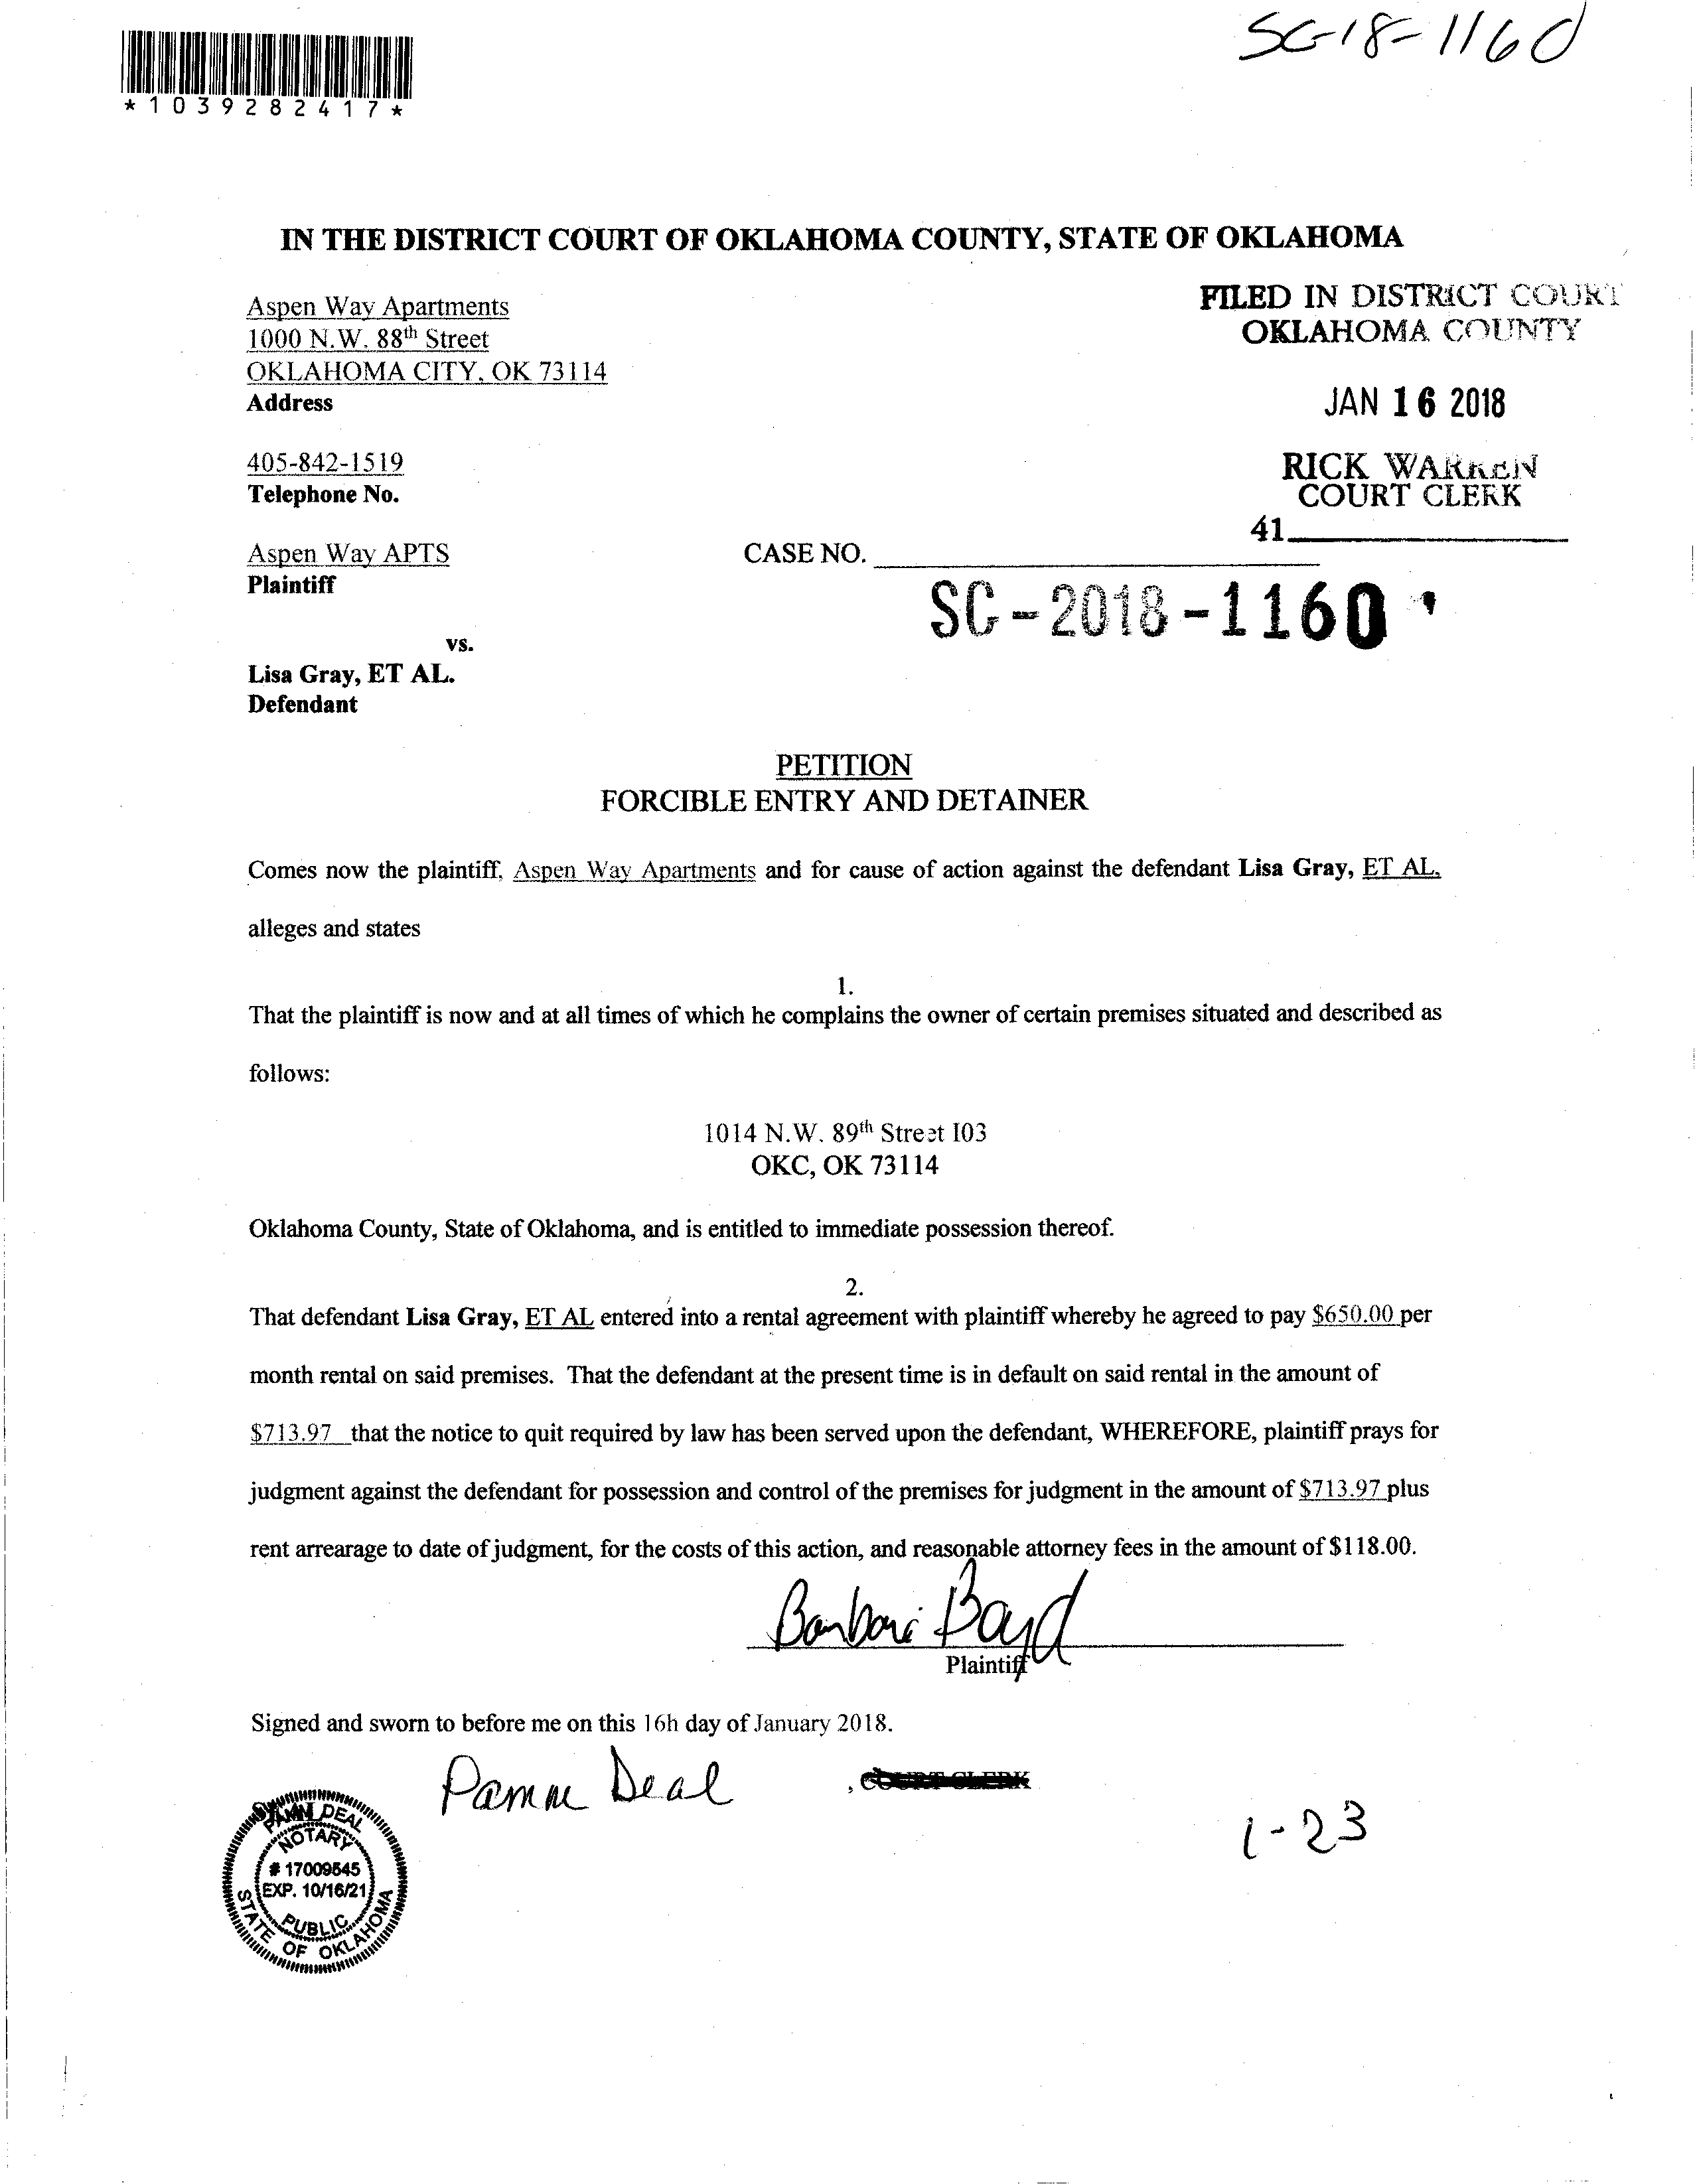 SC-18-1160
*1039282417*
IN THE DISTRICT COURT OF OKLAHOMA COUNTY, STATE OF OKLAHOMA
Aspen Way Apartments
1000 N.W. 88th Street
OKLAHOMA CITY, OK 73114
Address
FILED IN DISTRICT COURT
OKLAHOMA COUNTY
JAN 16 2018
RICK WARREN
COURT CLERK
41
405-842-1519
Telephone No.
Aspen Way APTS
Plaintiff
CASE NO.
SC-2018-1160
vs.
Lisa Gray, ET AL.
Defendant
PETITION
FORCIBLE ENTRY AND DETAINER
Comes now the plaintiff, Aspen Way Apartments and for cause of action against the defendant Lisa Gray, ET AL,
alleges and states
1.
That the plaintiff is now and at all times of which he complains the owner of certain premises situated and described as
follows:
1014 N.W. 89th Street I03
OKC, OK 73114
Oklahoma County, State of Oklahoma, and is entitled to immediate possession thereof.
2.
That defendant Lisa Gray, ET AL entered into a rental agreement with plaintiff whereby he agreed to pay $650.00 per
month rental on said premises. That the defendant at the present time is in default on said rental in the amount of
$713.97 that the notice to quit required by law has been served upon the defendant, WHEREFORE, plaintiff prays for
judgment against the defendant for possession and control of the premises for judgment in the amount of $713.97 plus
rent arrearage to date of judgment, for the costs of this action, and reasonable attorney fees in the amount of $118.00.
Barbara Boyd
Plaintiff
Signed and sworn to before me on this 16h day of January 2018.
Deal
, COURT CLERK
1-23
DEAL
NOTARY
# 17009545
EXP. 10/16/21
PUBLIC
STATE OF OKLAHOMA